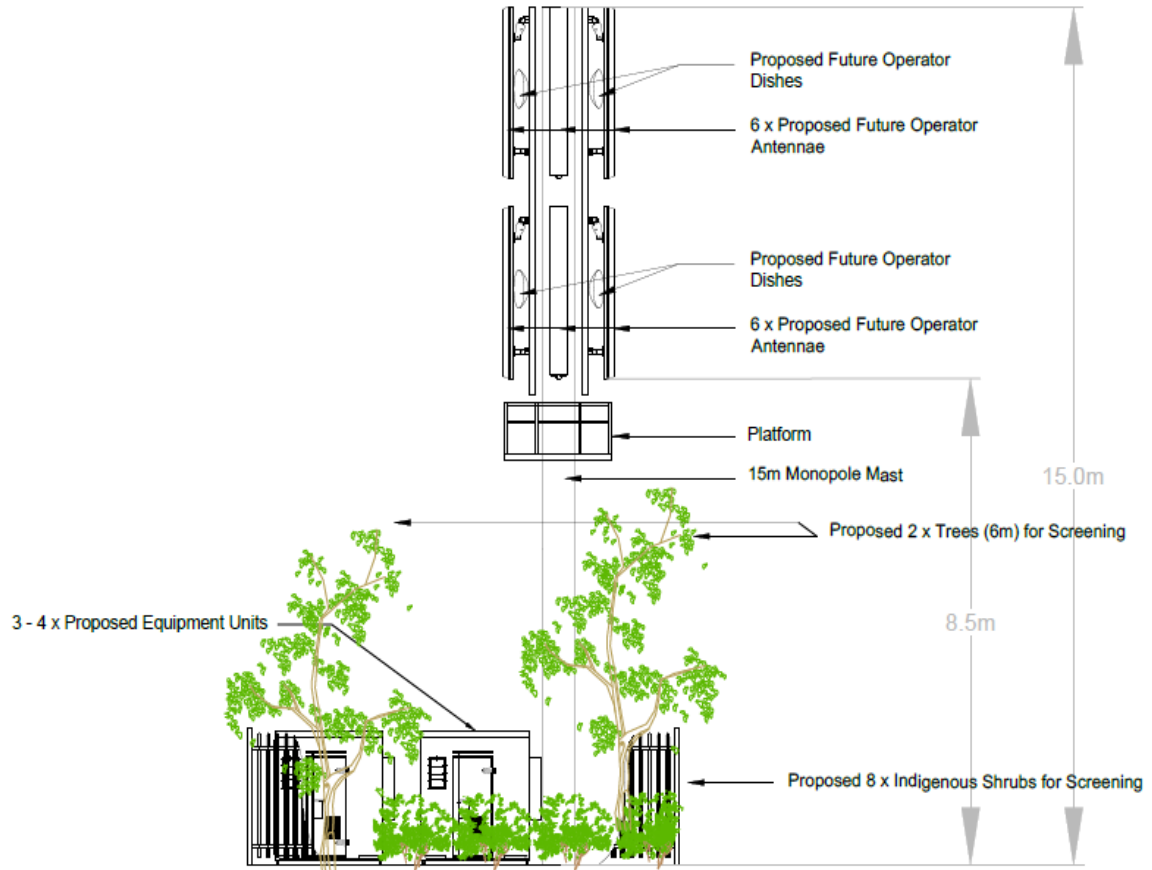 Proposed Future Operator
Dishes
6 x Proposed Future Operator
Antennae
Proposed Future Operator
Dishes
6 x Proposed Future Operator
Antennae
Platform
15m Monopole Mast
15.0m
Proposed 2 x Trees (6m) for Screening
3 - 4 x Proposed Equipment Units
8.5m
Proposed 8 x Indigenous Shrubs for Screening